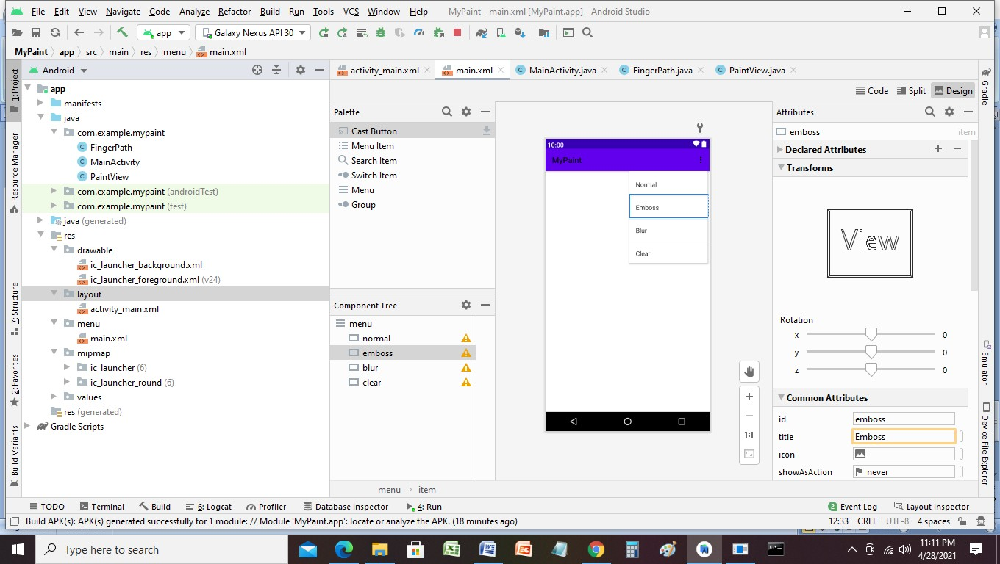 File Edit View Navigate Code Analyze Refactor Build Run Tools VCS Window Help MyPaint - main.xml [MyPaint.app] - Android Studio
app Galaxy Nexus API 30
MyPaint app src main res menu main.xml
1: Project
Resource Manager
7: Structure
2: Favorites
Build Variants
Android
app
manifests
java
com.example.mypaint
FingerPath
MainActivity
PaintView
com.example.mypaint (androidTest)
com.example.mypaint (test)
java (generated)
res
drawable
ic_launcher_background.xml
ic_launcher_foreground.xml (v24)
layout
activity_main.xml
menu
main.xml
mipmap
ic_launcher (6)
ic_launcher_round (6)
values
res (generated)
Gradle Scripts
activity_main.xml main.xml MainActivity.java FingerPath.java PaintView.java
Code Split Design
Palette
Cast Button
Menu Item
Search Item
Switch Item
Menu
Group
Component Tree
menu
normal
emboss
blur
clear
10:00
MyPaint
Normal
Emboss
Blur
Clear
1:1
menu item
Attributes
emboss item
Declared Attributes
Transforms
View
Rotation
x 0
y 0
z 0
Common Attributes
id emboss
title Emboss
icon
showAsAction never
Gradle
Emulator
Device File Explorer
TODO Terminal Build 6: Logcat Profiler Database Inspector 4: Run 2 Event Log Layout Inspector
Build APK(s): APK(s) generated successfully for 1 module: // Module 'MyPaint.app': locate or analyze the APK. (18 minutes ago) 12:33 CRLF UTF-8 4 spaces
Type here to search
11:11 PM
4/28/2021